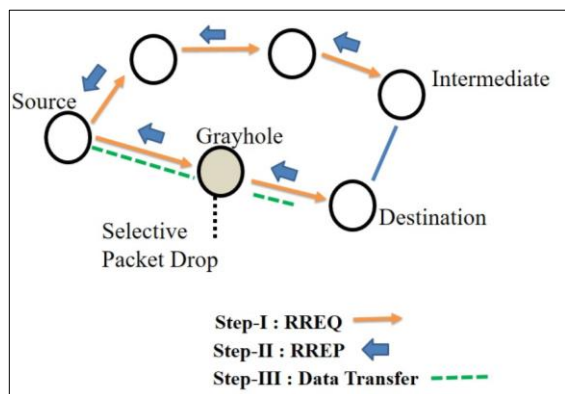 Intermediate
Source
Grayhole
Selective
Packet Drop
Destination
Step-I : RREQ
Step-II : RREP
Step-III : Data Transfer